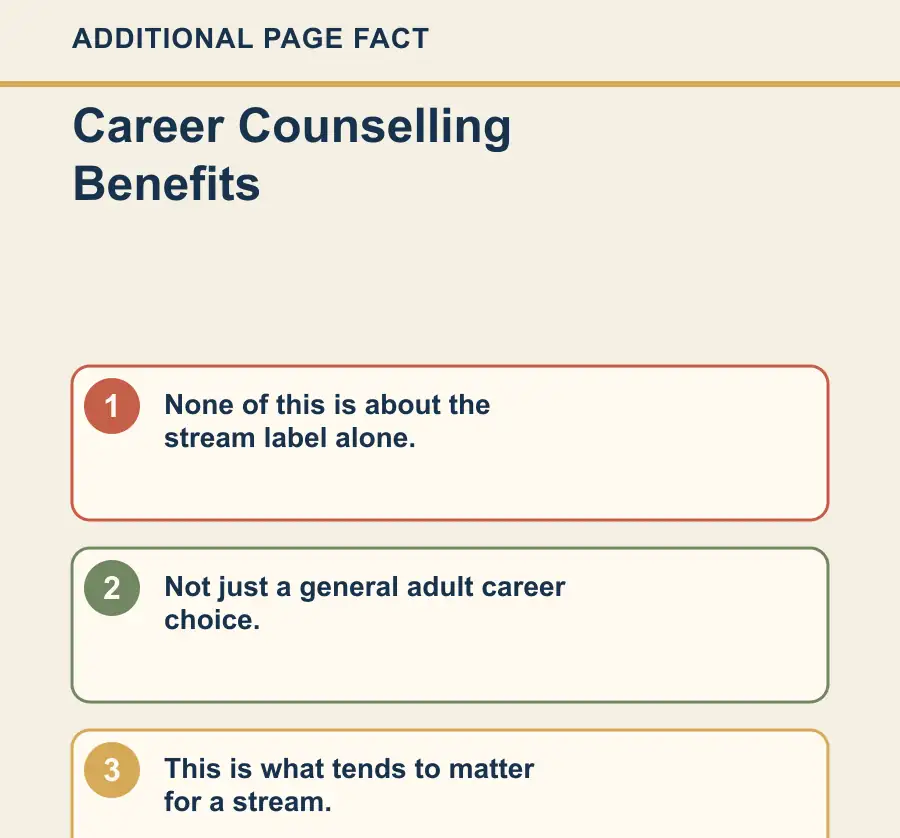 ADDITIONAL PAGE FACT
Career Counselling
Benefits
1
None of this is about the
stream label alone.
2
Not just a general adult career
choice.
3
This is what tends to matter
for a stream.